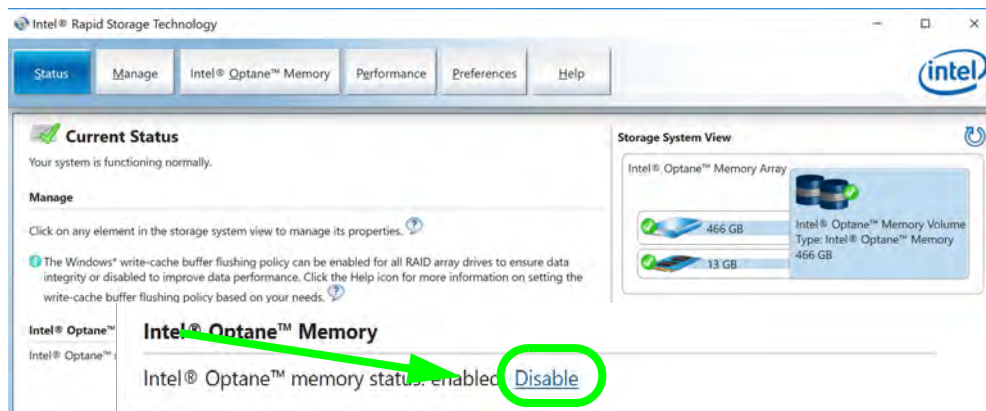 Intel® Rapid Storage Technology
Status Manage Intel® Optane™ Memory Performance Preferences Help
intel
Current Status
Your system is functioning normally.
Manage
Click on any element in the storage system view to manage its properties. ?
The Windows* write-cache buffer flushing policy can be enabled for all RAID array drives to ensure data
integrity or disabled to improve data performance. Click the Help icon for more information on setting the
write-cache buffer flushing policy based on your needs. ?
Intel® Optane™
Intel® Optane™
Storage System View
Intel® Optane™ Memory Array
466 GB
13 GB
Intel® Optane™ Memory Volume
Type: Intel® Optane™ Memory
466 GB
Intel® Optane™ Memory
Intel® Optane™ memory status: enabled Disable